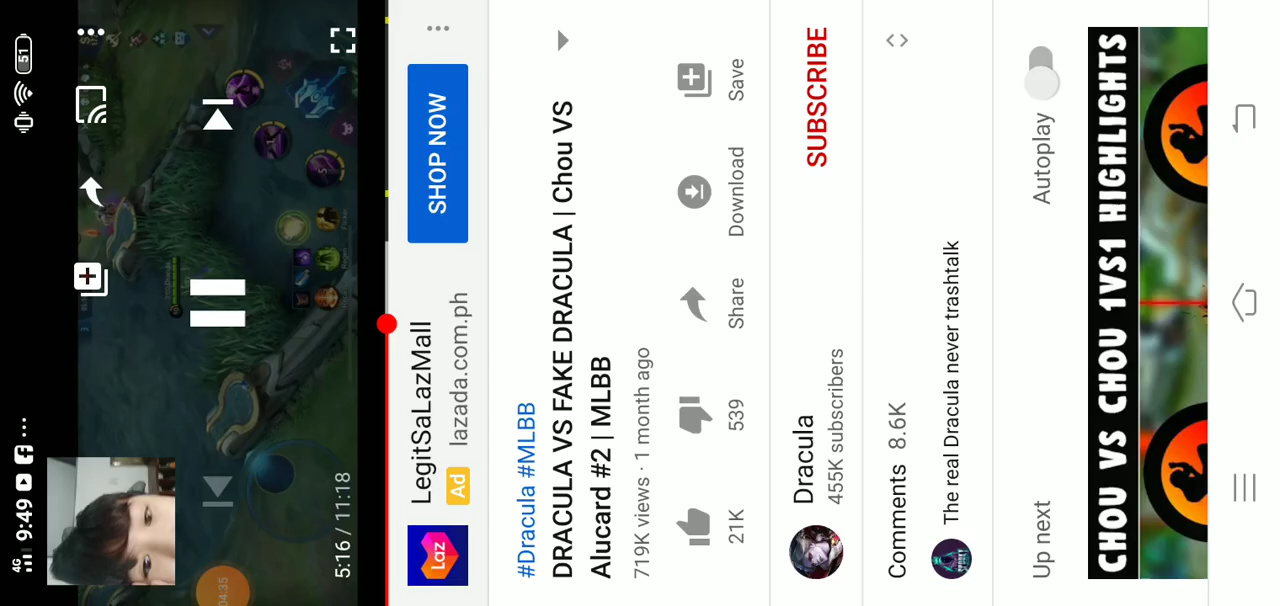 4G 9:49 ... 51
04:35
5:16 / 11:18
Laz
LegitSaLazMall
Ad lazada.com.ph
SHOP NOW
#Dracula #MLBB
DRACULA VS FAKE DRACULA | Chou VS
Alucard #2 | MLBB
719K views · 1 month ago
21K
539
Share
Download
Save
Dracula
455K subscribers
SUBSCRIBE
Comments 8.6K
The real Dracula never trashtalk
Up next
Autoplay
CHOU VS CHOU 1VS1 HIGHLIGHTS